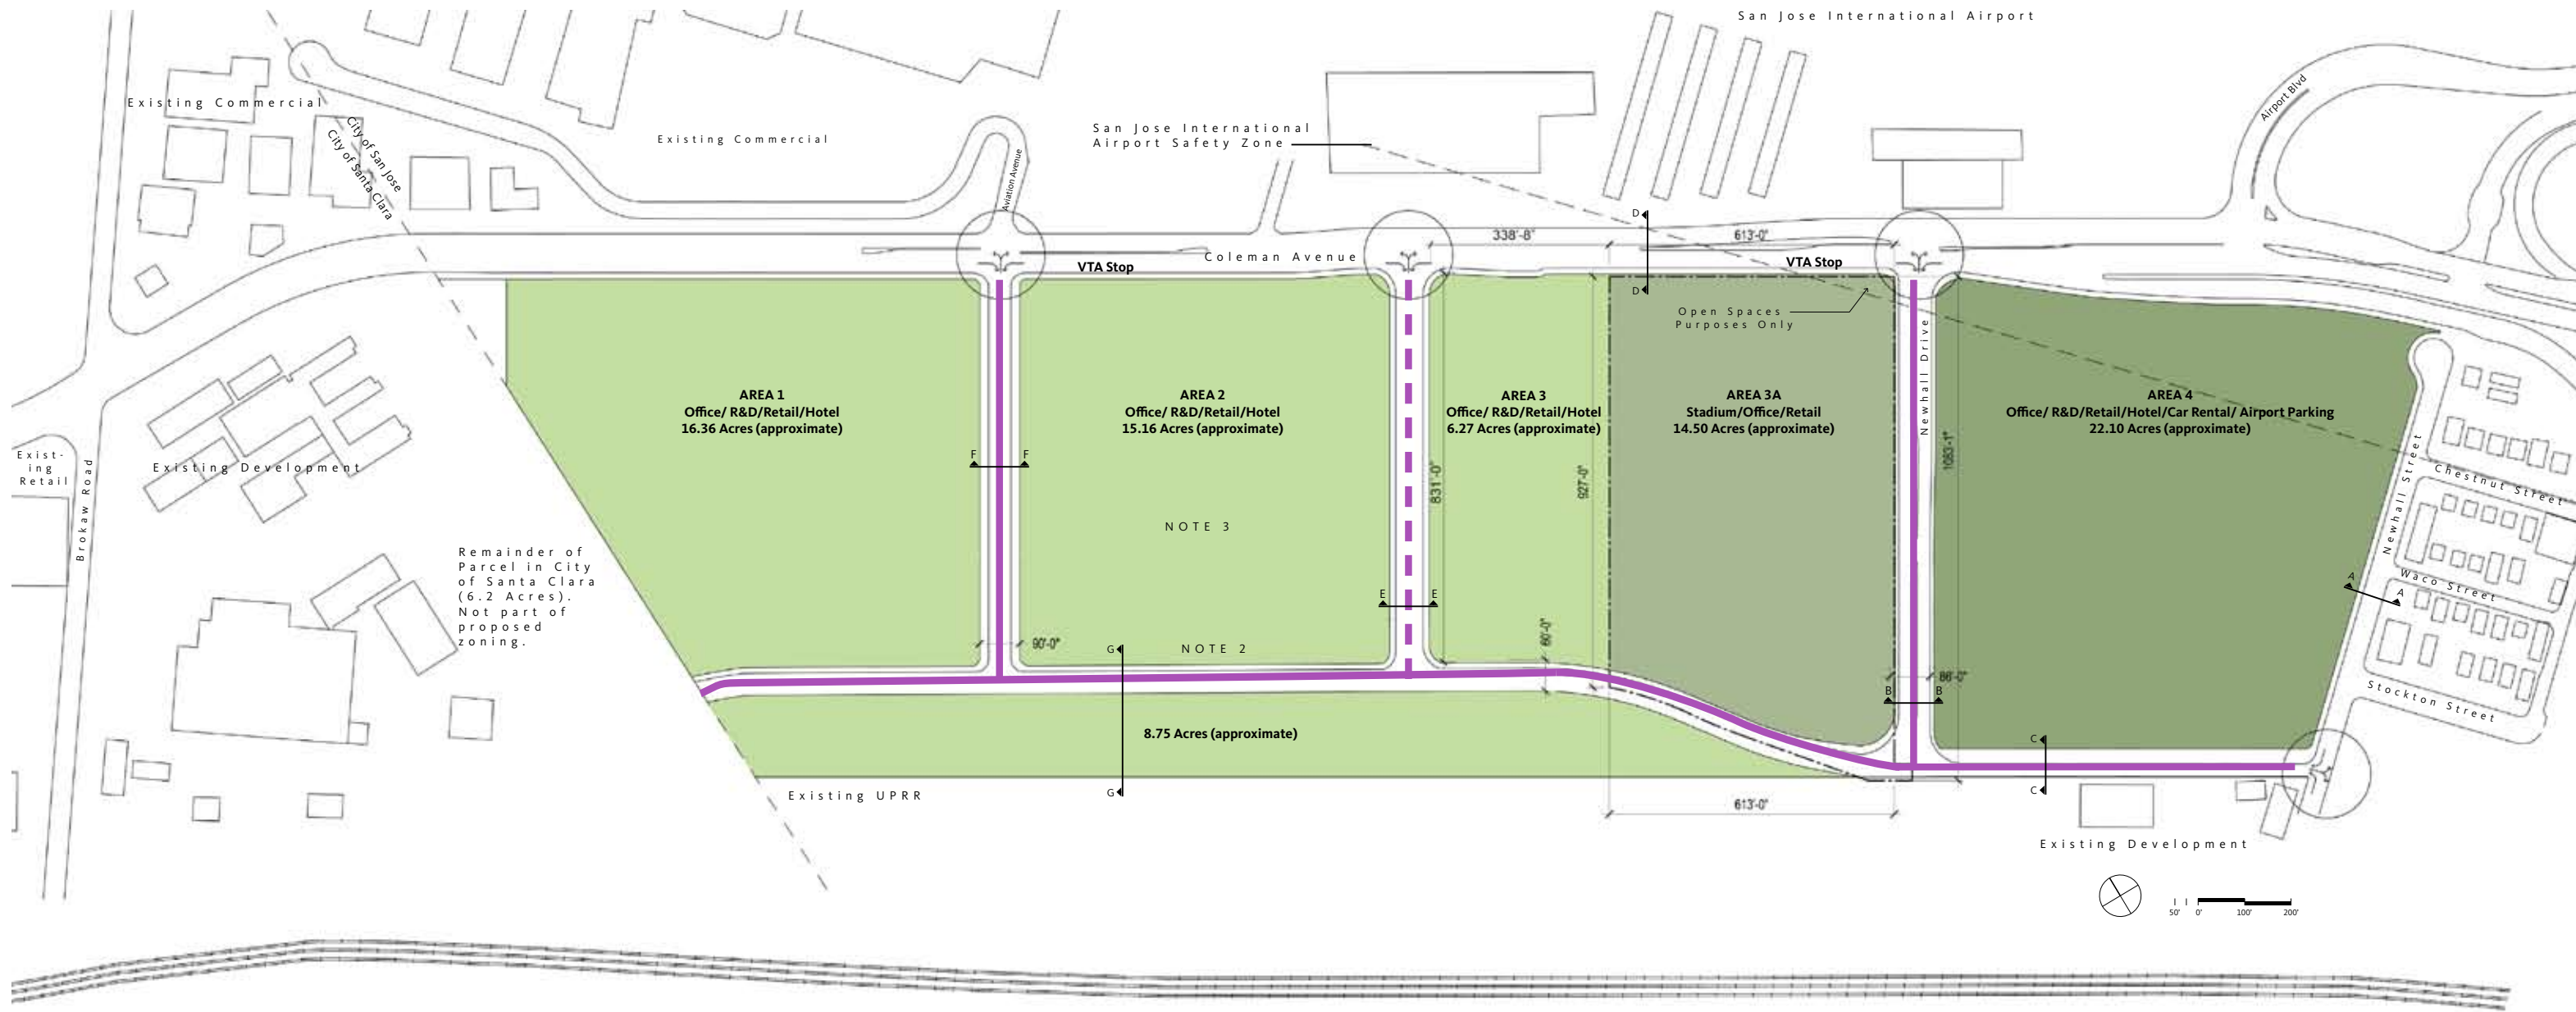 San Jose International Airport
Existing Commercial
City of San Jose
City of Santa Clara
Existing Commercial
Aviation Avenue
San Jose International
Airport Safety Zone
Airport Blvd
D
D
338'-8"
613'-0"
Coleman Avenue
VTA Stop
VTA Stop
Open Spaces
Purposes Only
Newhall Drive
AREA 1
Office/ R&D/Retail/Hotel
16.36 Acres (approximate)
AREA 2
Office/ R&D/Retail/Hotel
15.16 Acres (approximate)
AREA 3
Office/ R&D/Retail/Hotel
6.27 Acres (approximate)
AREA 3A
Stadium/Office/Retail
14.50 Acres (approximate)
AREA 4
Office/ R&D/Retail/Hotel/Car Rental/ Airport Parking
22.10 Acres (approximate)
Exist-
ing
Retail
Brokaw Road
Existing Development
F
F
831'-0"
927'-0"
1083'-1"
Newhall Street
Chestnut Street
NOTE 3
Remainder of
Parcel in City
of Santa Clara
(6.2 Acres).
Not part of
proposed
zoning.
E
E
A
A
Waco Street
90'-0"
G
NOTE 2
60'-0"
86'-0"
B
B
Stockton Street
8.75 Acres (approximate)
C
C
G
Existing UPRR
613'-0"
Existing Development
50'
0'
100'
200'